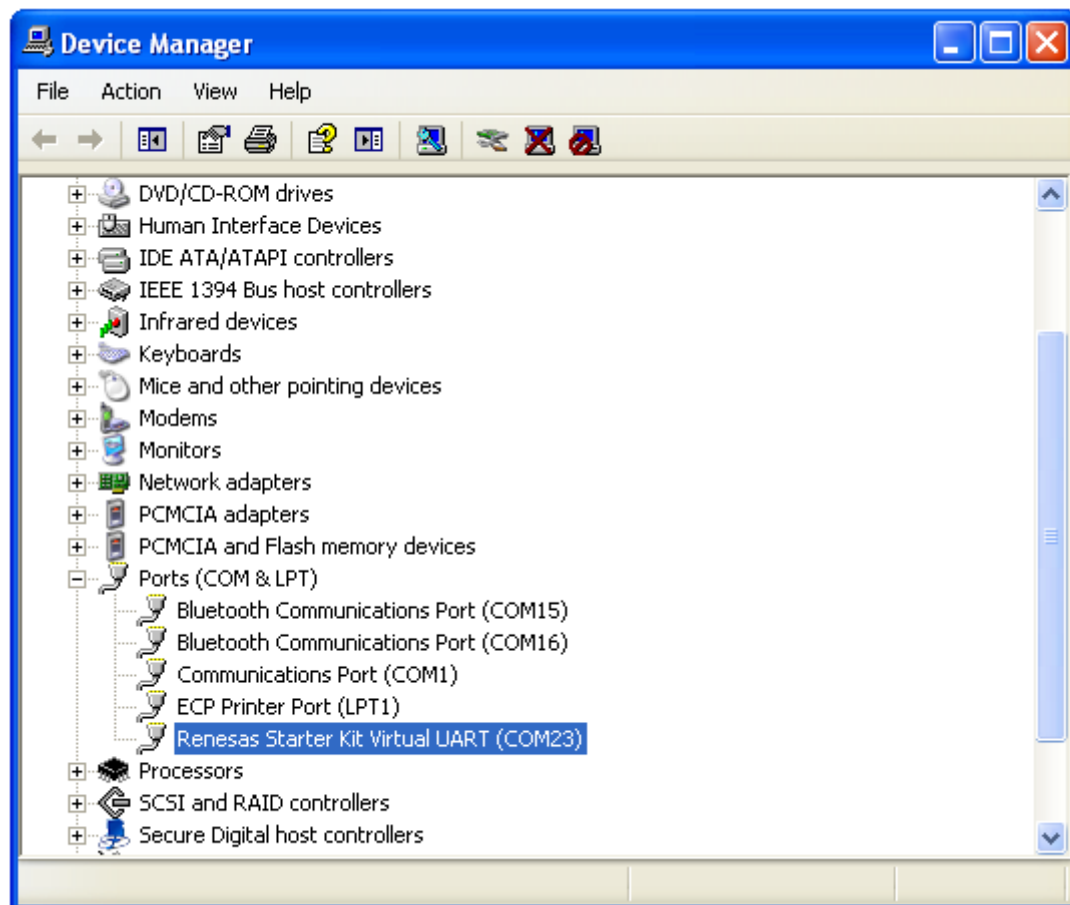 Device Manager
File Action View Help
DVD/CD-ROM drives
Human Interface Devices
IDE ATA/ATAPI controllers
IEEE 1394 Bus host controllers
Infrared devices
Keyboards
Mice and other pointing devices
Modems
Monitors
Network adapters
PCMCIA adapters
PCMCIA and Flash memory devices
Ports (COM & LPT)
Bluetooth Communications Port (COM15)
Bluetooth Communications Port (COM16)
Communications Port (COM1)
ECP Printer Port (LPT1)
Renesas Starter Kit Virtual UART (COM23)
Processors
SCSI and RAID controllers
Secure Digital host controllers